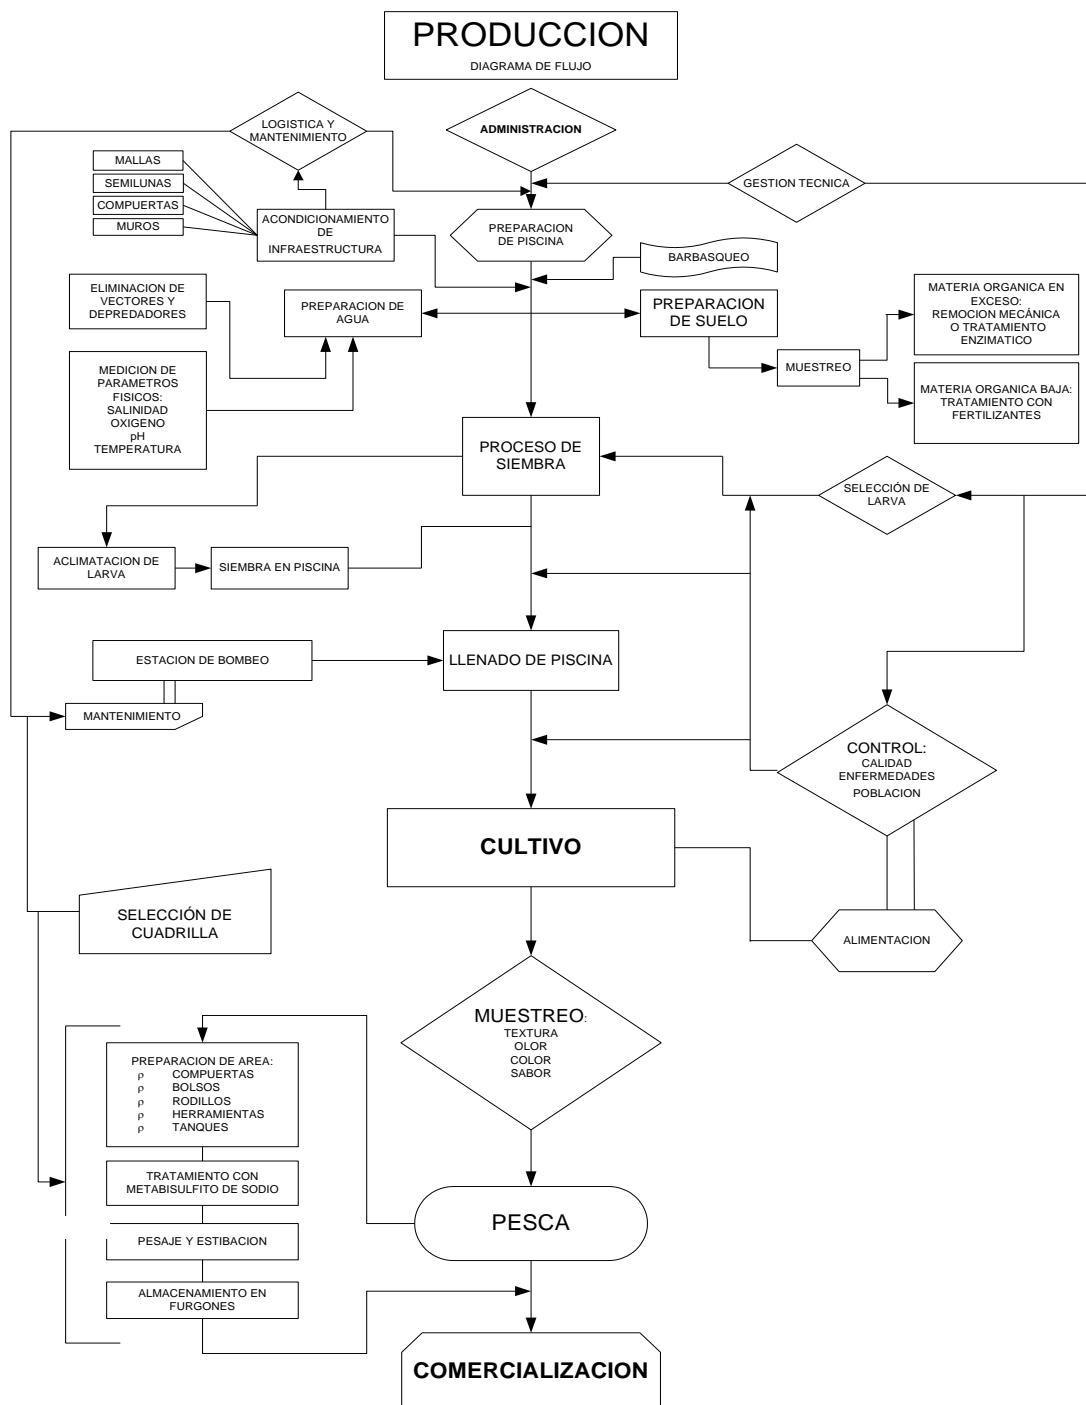 PRODUCCION
DIAGRAMA DE FLUJO
LOGISTICA Y
MANTENIMIENTO
ADMINISTRACION
MALLAS
SEMILUNAS
COMPUERTAS
MUROS
GESTION TECNICA
ACONDICIONAMIENTO
DE
INFRAESTRUCTURA
PREPARACION
DE PISCINA
BARBASQUEO
ELIMINACION DE
VECTORES Y
DEPREDADORES
PREPARACION DE
AGUA
PREPARACION
DE SUELO
MATERIA ORGANICA EN
EXCESO:
REMOCION MECÁNICA
O TRATAMIENTO
ENZIMATICO
MUESTREO
MEDICION DE
PARAMETROS
FISICOS:
SALINIDAD
OXIGENO
pH
TEMPERATURA
MATERIA ORGANICA BAJA:
TRATAMIENTO CON
FERTILIZANTES
PROCESO DE
SIEMBRA
SELECCIÓN DE
LARVA
ACLIMATACION DE
LARVA
SIEMBRA EN PISCINA
ESTACION DE BOMBEO
LLENADO DE PISCINA
MANTENIMIENTO
CONTROL:
CALIDAD
ENFERMEDADES
POBLACION
CULTIVO
SELECCIÓN DE
CUADRILLA
ALIMENTACION
MUESTREO:
TEXTURA
OLOR
COLOR
SABOR
PREPARACION DE AREA:
ρ COMPUERTAS
ρ BOLSOS
ρ RODILLOS
ρ HERRAMIENTAS
ρ TANQUES
TRATAMIENTO CON
METABISULFITO DE SODIO
PESCA
PESAJE Y ESTIBACION
ALMACENAMIENTO EN
FURGONES
COMERCIALIZACION